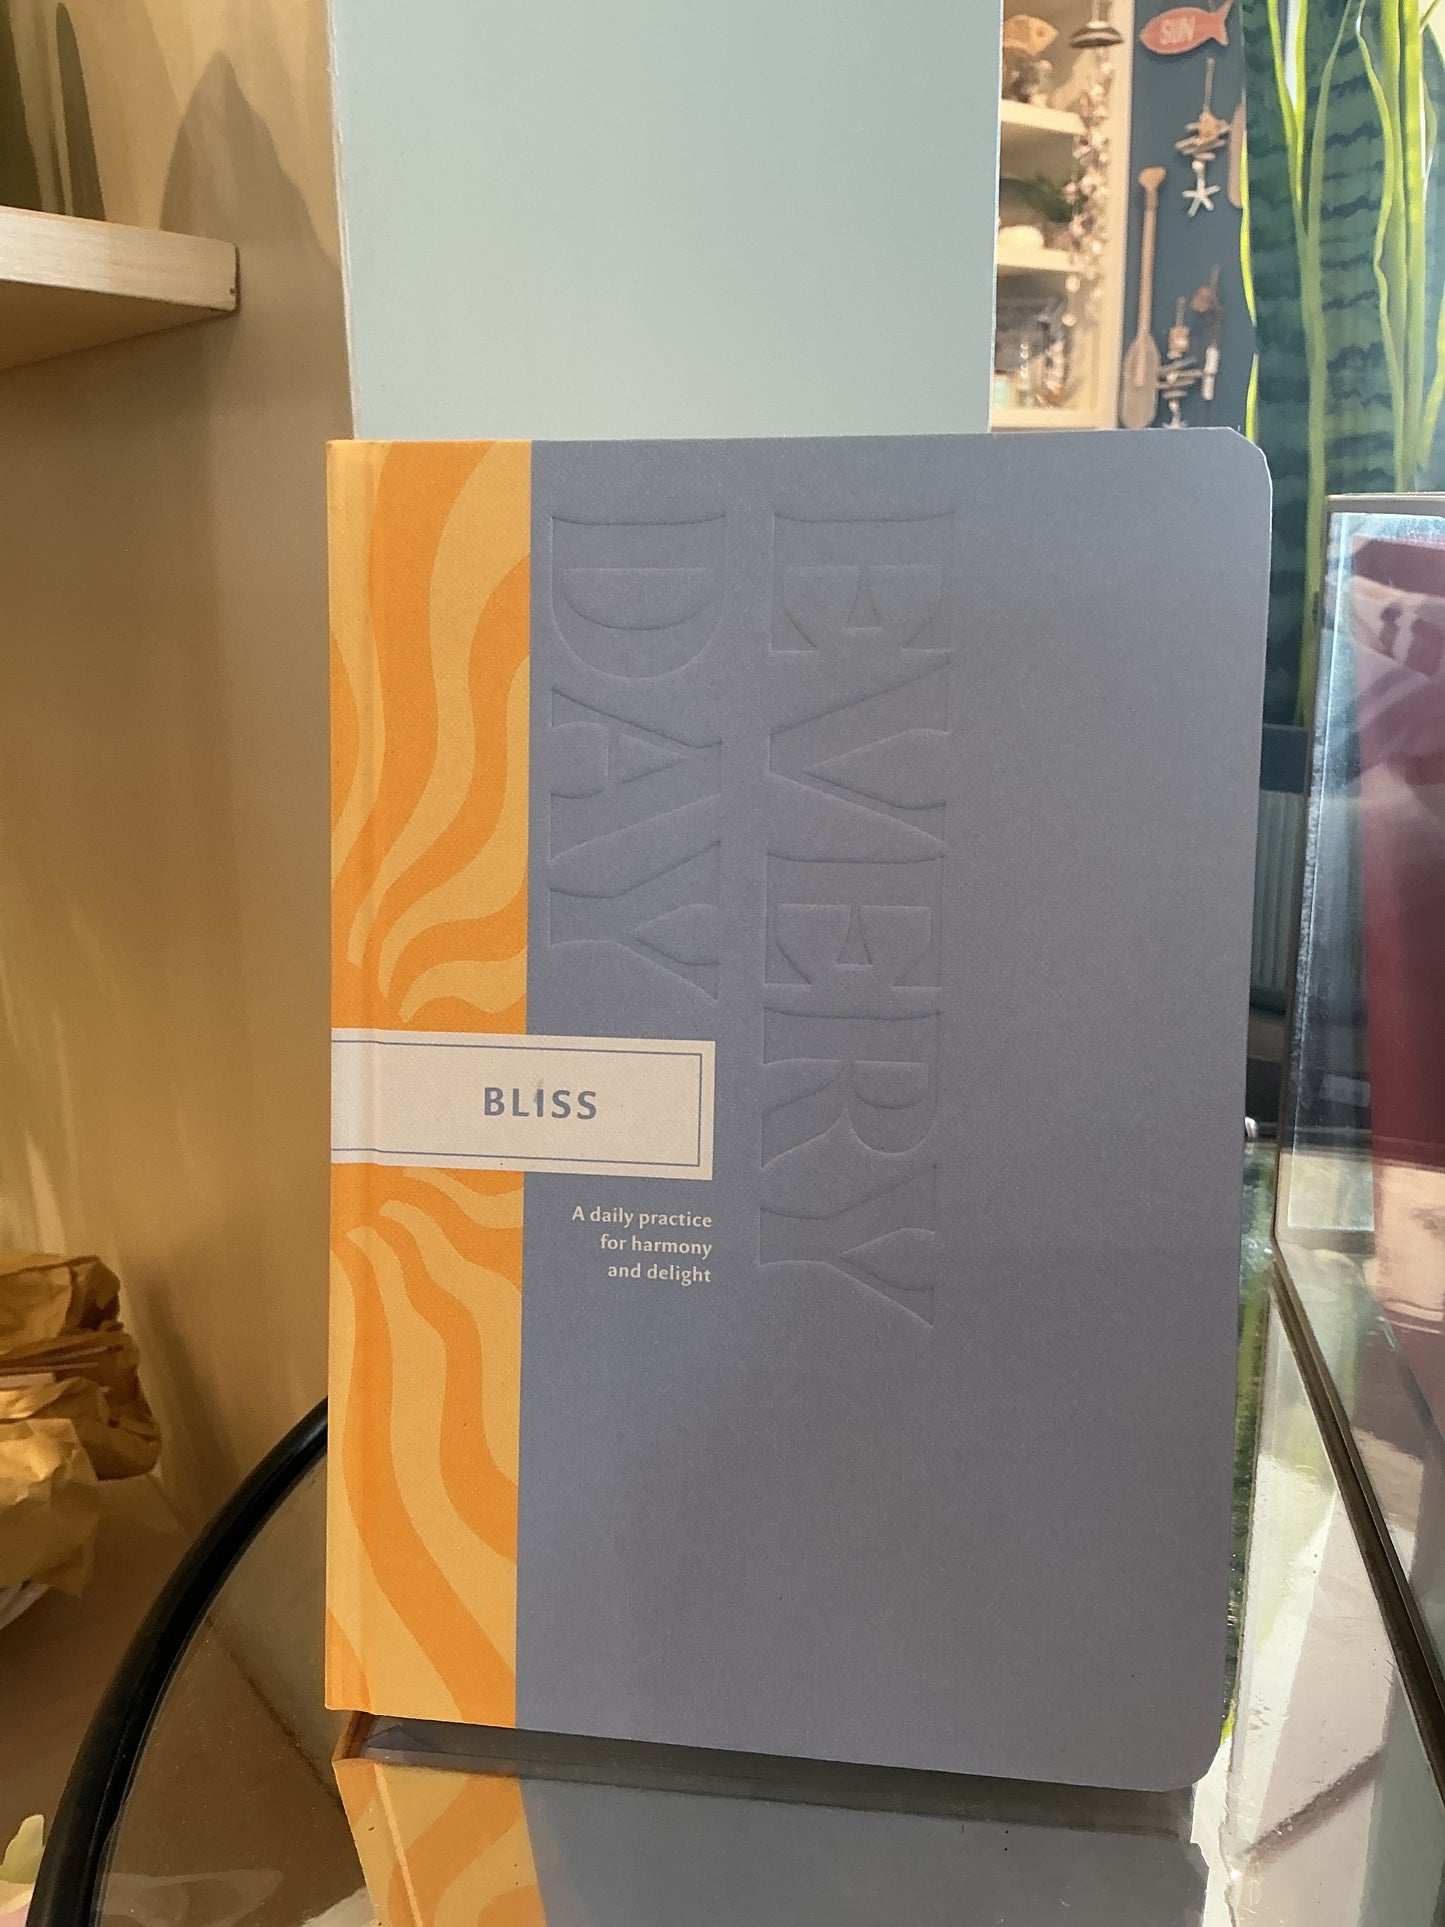 SUN
EVERY
DAY
BLISS
A daily practice
for harmony
and delight